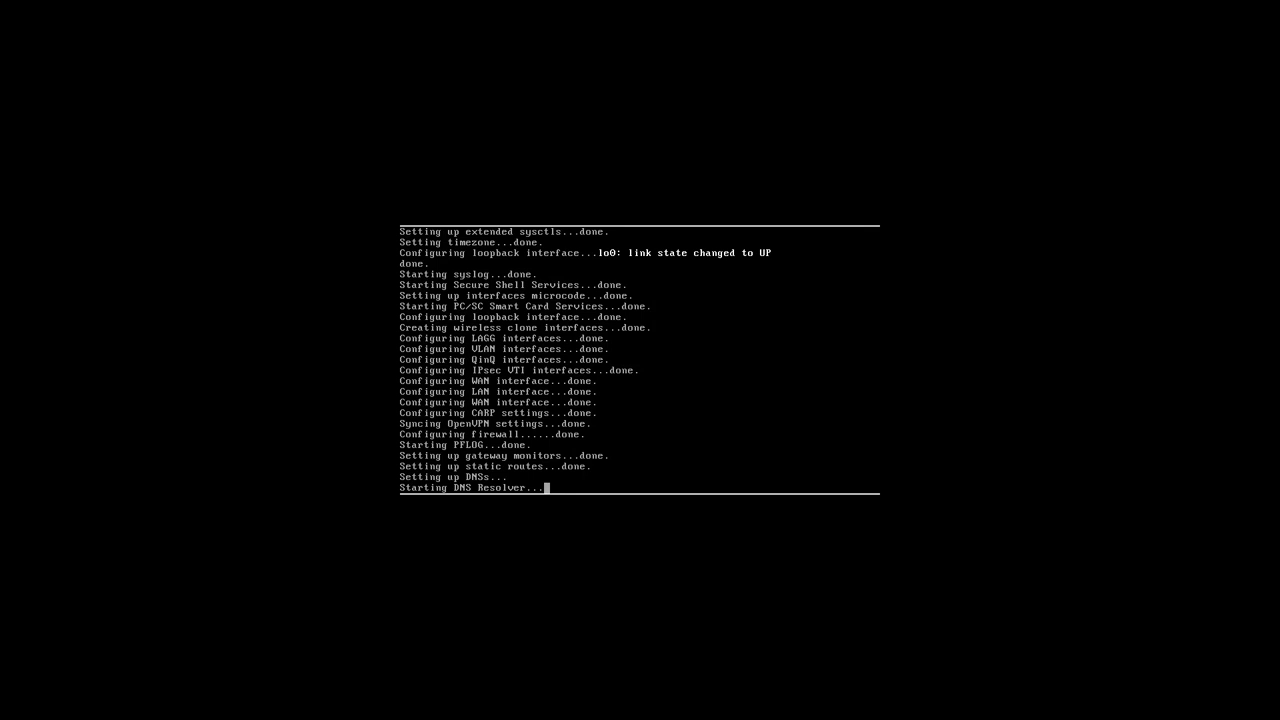 Setting up extended sysctls...done.
Setting timezone...done.
Configuring loopback interface...lo0: link state changed to UP
done.
Starting syslog...done.
Starting Secure Shell Services...done.
Setting up interfaces microcode...done.
Starting PC/SC Smart Card Services...done.
Configuring loopback interface...done.
Creating wireless clone interfaces...done.
Configuring LAGG interfaces...done.
Configuring VLAN interfaces...done.
Configuring QinQ interfaces...done.
Configuring IPsec VTI interfaces...done.
Configuring WAN interface...done.
Configuring LAN interface...done.
Configuring WAN interface...done.
Configuring CARP settings...done.
Syncing OpenVPN settings...done.
Configuring firewall......done.
Starting PFLOG...done.
Setting up gateway monitors...done.
Setting up static routes...done.
Setting up DNSs...
Starting DNS Resolver...